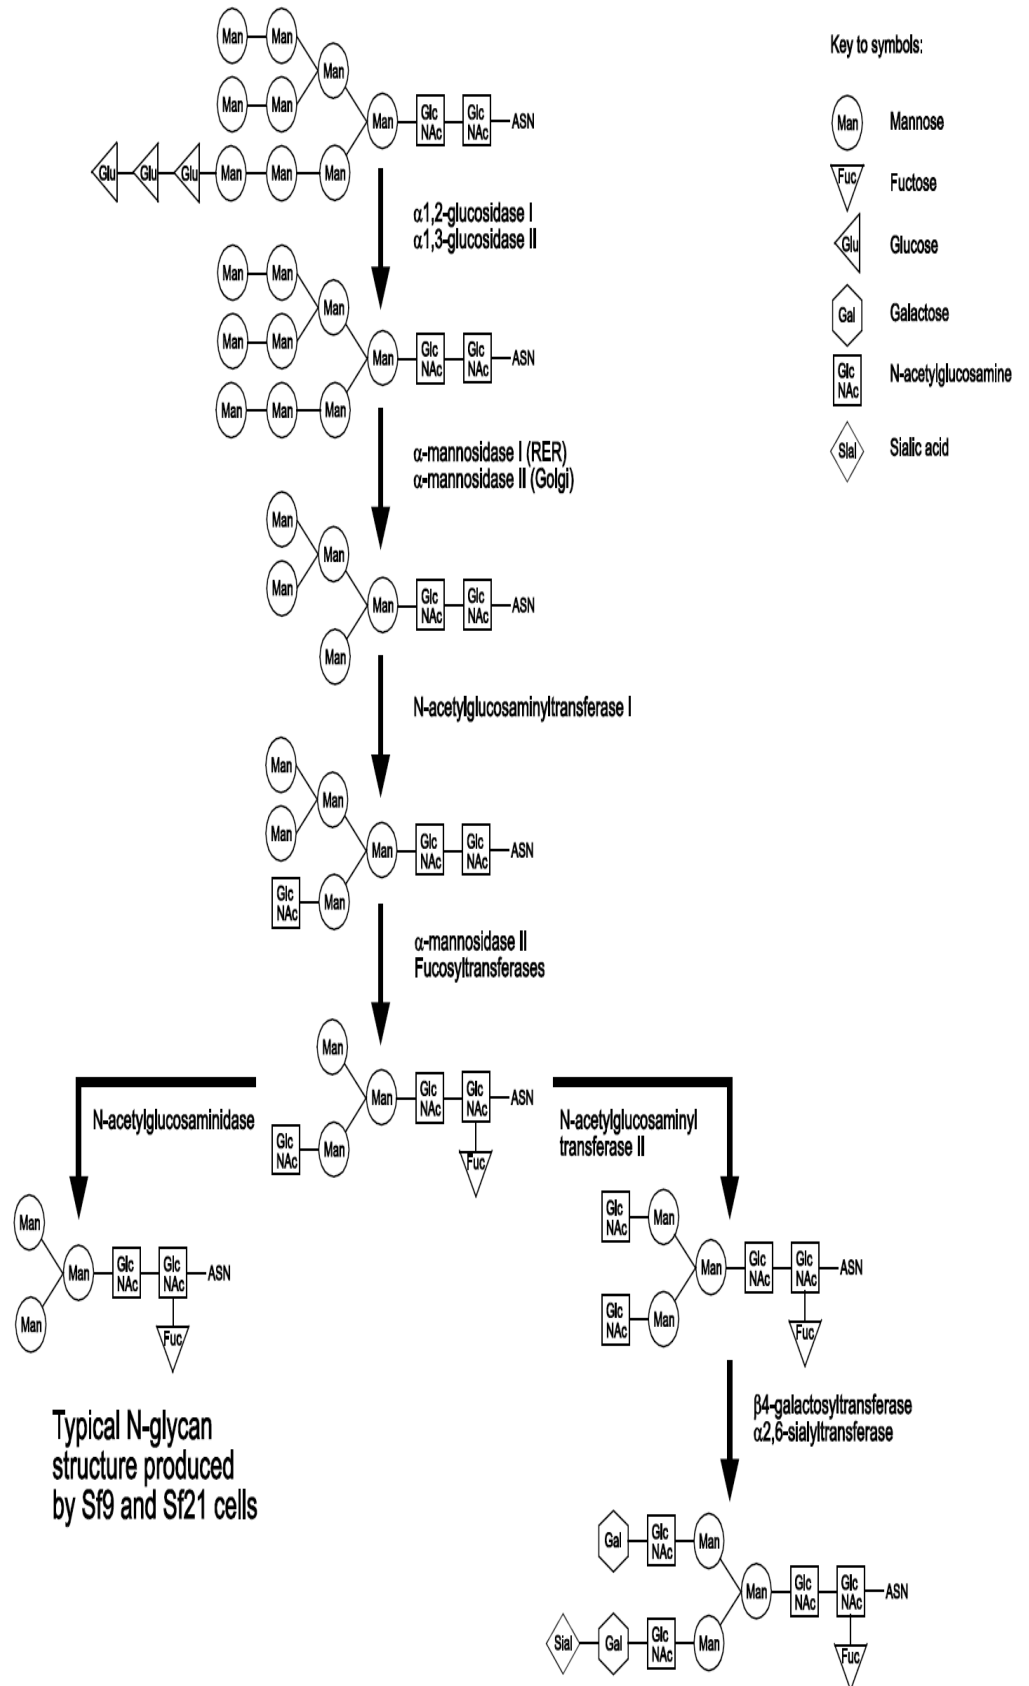 Key to symbols:
Man Mannose
Fuc Fuctose
Glu Glucose
Gal Galactose
Glc NAc N-acetylglucosamine
Sial Sialic acid
Man Man
Man
Man Man
Man Glc NAc Glc NAc ASN
Glu Glu Glu Man Man Man
α1,2-glucosidase I
α1,3-glucosidase II
Man Man
Man
Man Man
Man Glc NAc Glc NAc ASN
Man Man Man
α-mannosidase I (RER)
α-mannosidase II (Golgi)
Man
Man
Man
Man Glc NAc Glc NAc ASN
Man
N-acetylglucosaminyltransferase I
Man
Man
Man
Man Glc NAc Glc NAc ASN
Glc NAc Man
α-mannosidase II
Fucosyltransferases
Man
Man Glc NAc Glc NAc ASN
Glc NAc Man
Fuc
N-acetylglucosaminidase
Man
Man Glc NAc Glc NAc ASN
Man
Fuc
Typical N-glycan
structure produced
by Sf9 and Sf21 cells
N-acetylglucosaminyl
transferase II
Glc NAc Man
Man Glc NAc Glc NAc ASN
Glc NAc Man
Fuc
β4-galactosyltransferase
α2,6-sialyltransferase
Gal Glc NAc Man
Man Glc NAc Glc NAc ASN
Sial Gal Glc NAc Man
Fuc